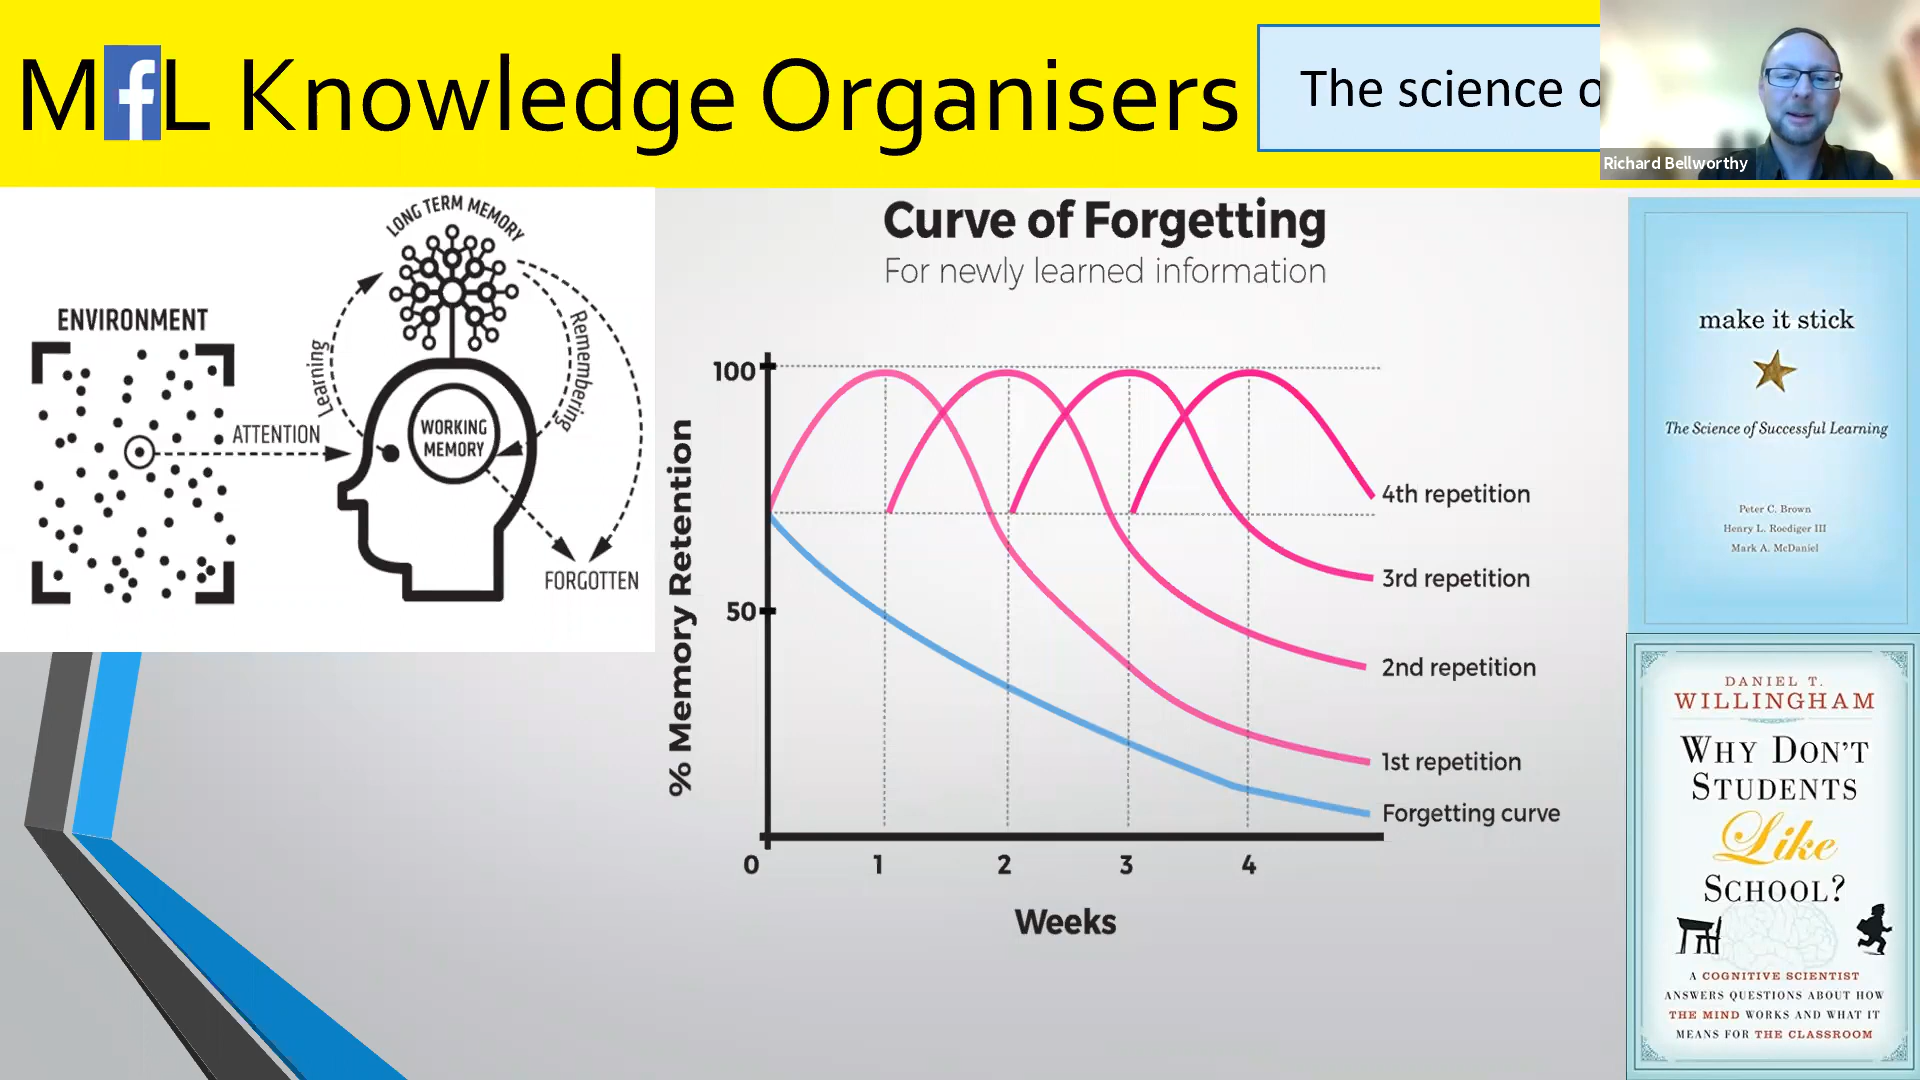 MfL Knowledge Organisers
The science o
Richard Bellworthy
LONG TERM MEMORY
ENVIRONMENT
Learning
Remembering
ATTENTION
WORKING
MEMORY
FORGOTTEN
Curve of Forgetting
For newly learned information
% Memory Retention
100
50
4th repetition
3rd repetition
2nd repetition
1st repetition
Forgetting curve
0 1 2 3 4
Weeks
make it stick
The Science of Successful Learning
Peter C. Brown
Henry L. Roediger III
Mark A. McDaniel
DANIEL T.
WILLINGHAM
WHY DON'T
STUDENTS
Like
SCHOOL?
A COGNITIVE SCIENTIST
ANSWERS QUESTIONS ABOUT HOW
THE MIND WORKS AND WHAT IT
MEANS FOR THE CLASSROOM